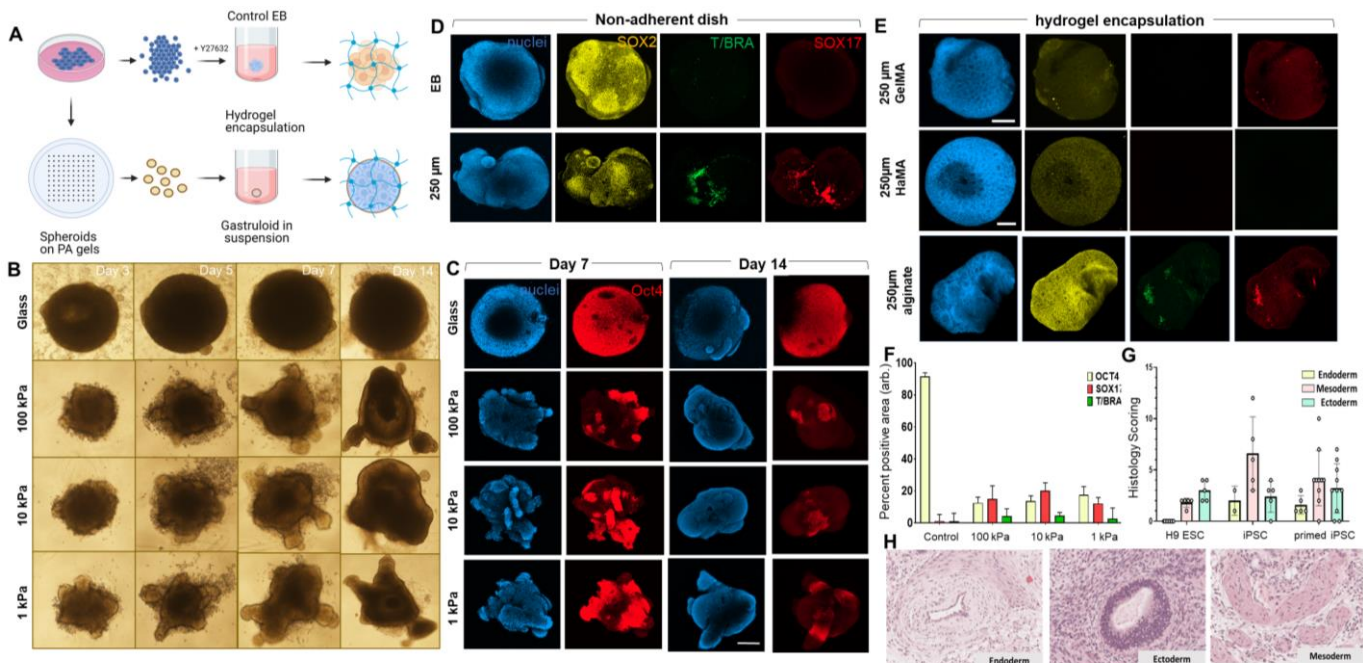 A
Control EB
+ Y27632
Hydrogel
encapsulation
Spheroids
on PA gels
Gastruloid in
suspension
B
Day 3
Day 5
Day 7
Day 14
Glass
100 kPa
10 kPa
1 kPa
C
Day 7
Day 14
nuclei
Oct4
Glass
100 kPa
10 kPa
1 kPa
D
Non-adherent dish
nuclei
SOX2
T/BRA
SOX17
EB
250 µm
E
hydrogel encapsulation
250 µm
GelMA
250µm
HaMA
250µm
alginate
F
Percent positive area (arb.)
100
80
60
40
20
0
OCT4
SOX17
T/BRA
Control
100 kPa
10 kPa
1 kPa
G
Histology Scoring
15
10
5
0
Endoderm
Mesoderm
Ectoderm
H9 ESC
iPSC
primed iPSC
H
Endoderm
Ectoderm
Mesoderm